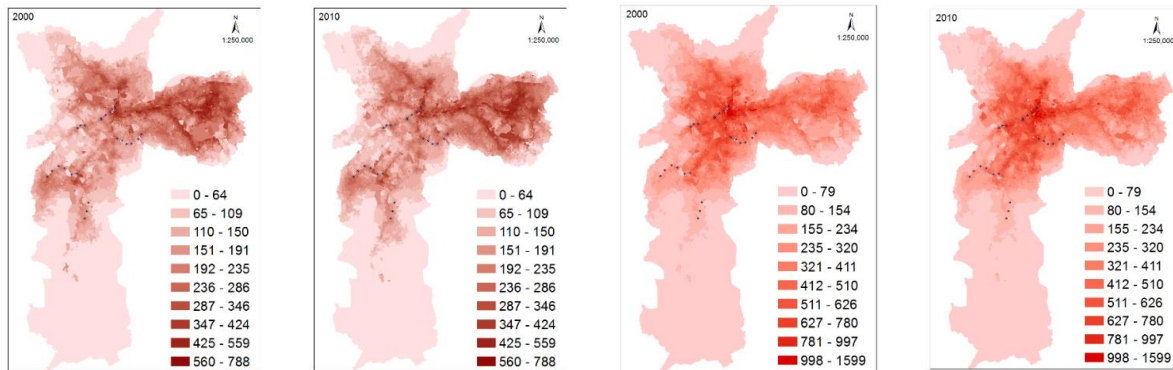 2000
N
1:250,000
0 - 64
65 - 109
110 - 150
151 - 191
192 - 235
236 - 286
287 - 346
347 - 424
425 - 559
560 - 788
2010
N
1:250,000
0 - 64
65 - 109
110 - 150
151 - 191
192 - 235
236 - 286
287 - 346
347 - 424
425 - 559
560 - 788
2000
N
1:250,000
0 - 79
80 - 154
155 - 234
235 - 320
321 - 411
412 - 510
511 - 626
627 - 780
781 - 997
998 - 1599
2010
N
1:250,000
0 - 79
80 - 154
155 - 234
235 - 320
321 - 411
412 - 510
511 - 626
627 - 780
781 - 997
998 - 1599